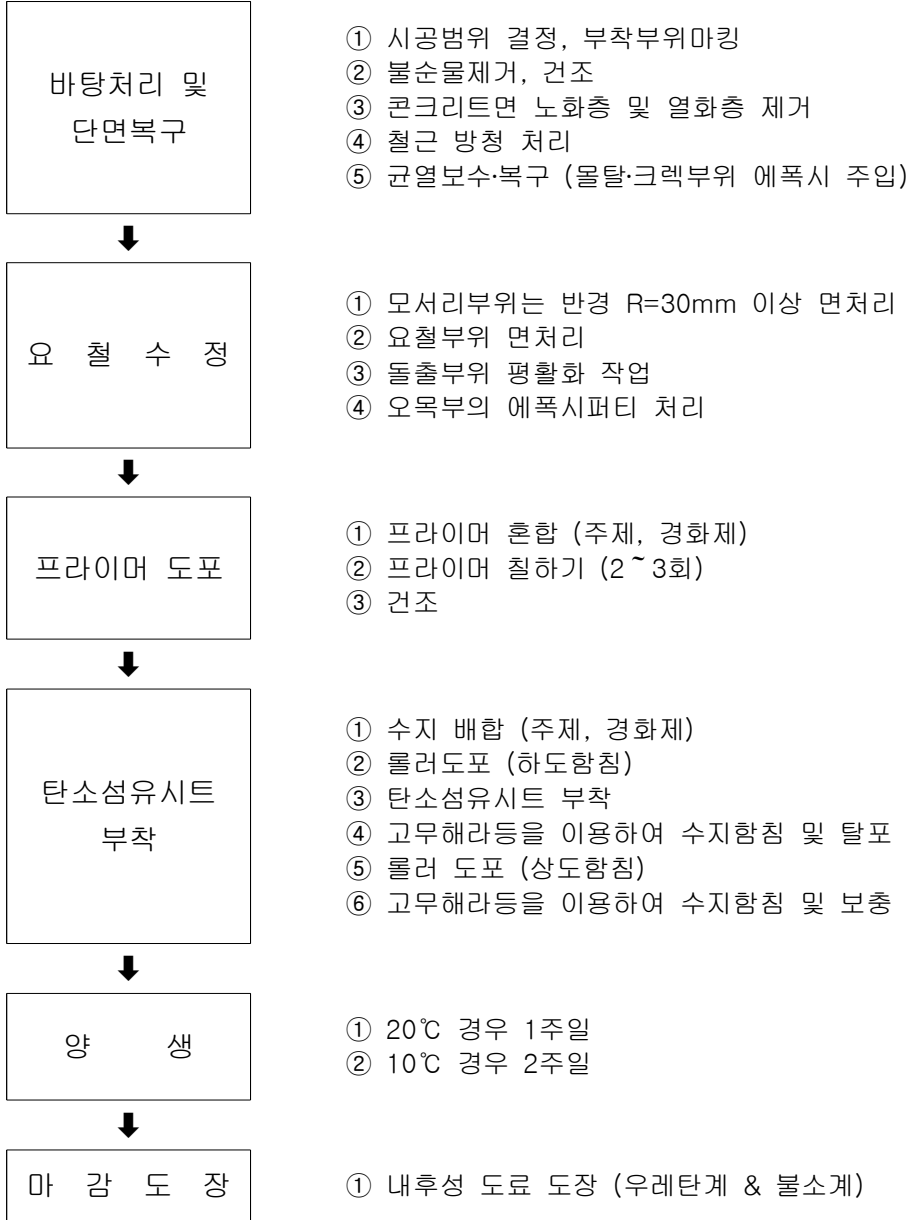 바탕처리 및
단면복구
① 시공범위 결정, 부착부위마킹
② 불순물제거, 건조
③ 콘크리트면 노화층 및 열화층 제거
④ 철근 방청 처리
⑤ 균열보수·복구 (몰탈·크렉부위 에폭시 주입)
요 철 수 정
① 모서리부위는 반경 R=30mm 이상 면처리
② 요철부위 면처리
③ 돌출부위 평활화 작업
④ 오목부의 에폭시퍼티 처리
프라이머 도포
① 프라이머 혼합 (주제, 경화제)
② 프라이머 칠하기 (2~3회)
③ 건조
탄소섬유시트
부착
① 수지 배합 (주제, 경화제)
② 롤러도포 (하도함침)
③ 탄소섬유시트 부착
④ 고무해라등을 이용하여 수지함침 및 탈포
⑤ 롤러 도포 (상도함침)
⑥ 고무해라등을 이용하여 수지함침 및 보충
양 생
① 20℃ 경우 1주일
② 10℃ 경우 2주일
마 감 도 장
① 내후성 도료 도장 (우레탄계 & 불소계)